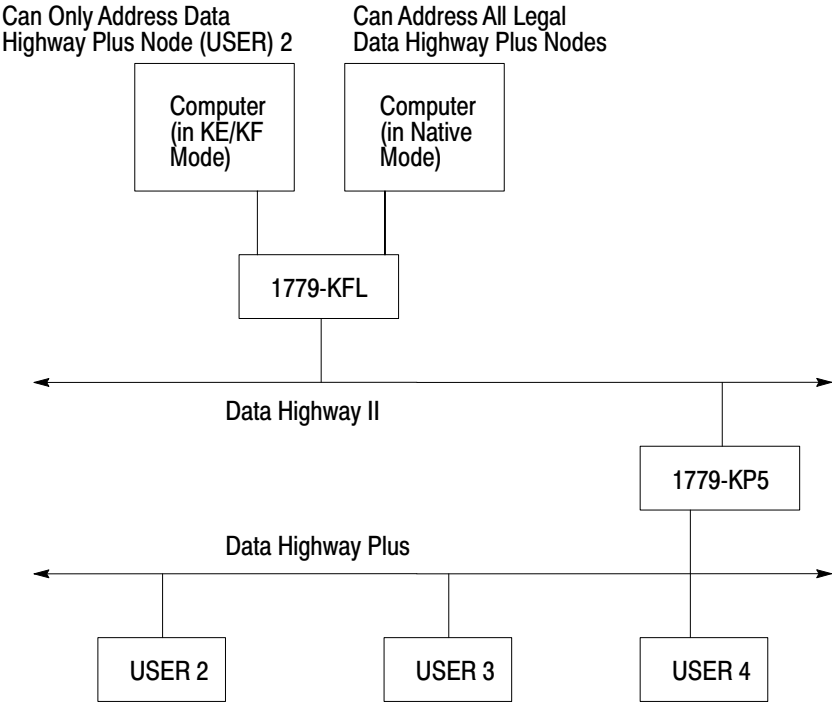 Can Only Address Data
Highway Plus Node (USER) 2
Can Address All Legal
Data Highway Plus Nodes
Computer
(in KE/KF
Mode)
Computer
(in Native
Mode)
1779-KFL
Data Highway II
1779-KP5
Data Highway Plus
USER 2
USER 3
USER 4